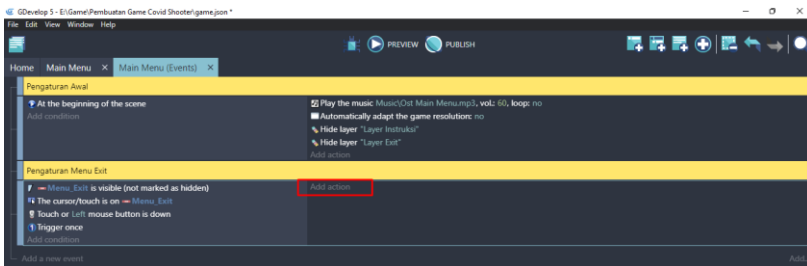 GDevelop 5 - E:\Game\Pembuatan Game Covid Shooter\game.json *
File Edit View Window Help
PREVIEW PUBLISH
Home Main Menu × Main Menu (Events) ×
Pengaturan Awal
At the beginning of the scene
Add condition
Play the music Music\Ost Main Menu.mp3, vol.: 60, loop: no
Automatically adapt the game resolution: no
Hide layer "Layer Instruksi"
Hide layer "Layer Exit"
Add action
Pengaturan Menu Exit
Menu_Exit is visible (not marked as hidden)
The cursor/touch is on Menu_Exit
Touch or Left mouse button is down
Trigger once
Add condition
Add action
Add a new event
Add